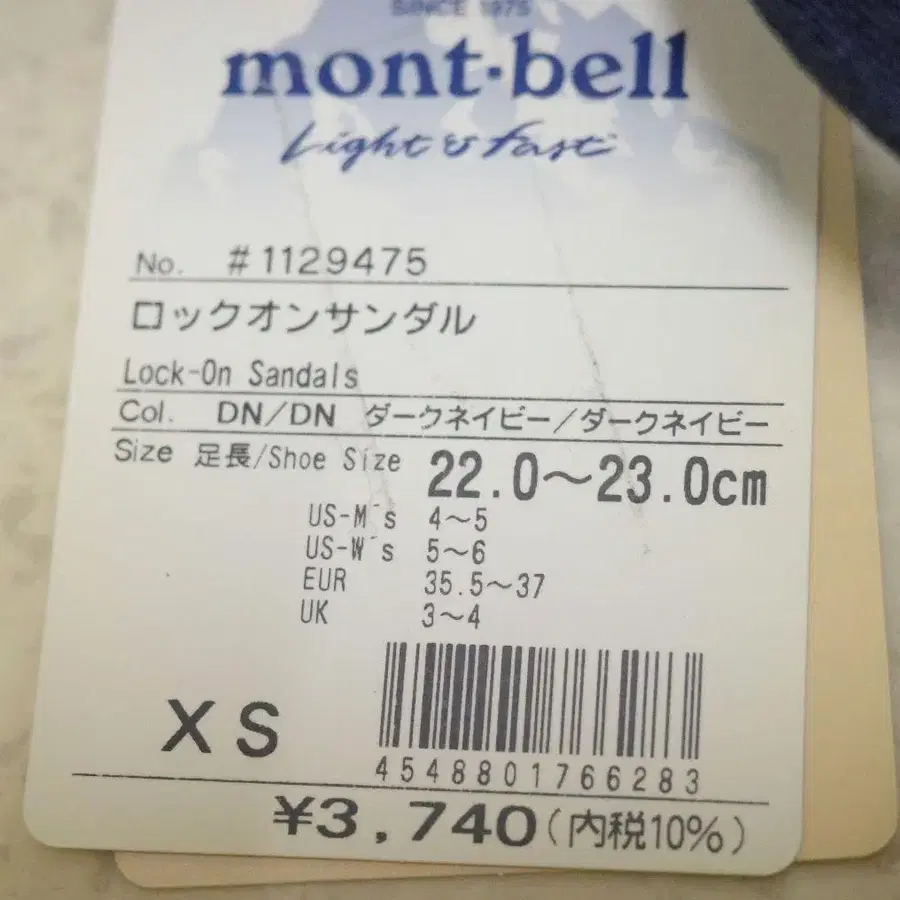 SINCE 1975
mont·bell
Light & Fast
No. #1129475
ロックオンサンダル
Lock-On Sandals
Col. DN/DN ダークネイビー/ダークネイビー
Size 足長/Shoe Size 22.0〜23.0cm
US-M's 4〜5
US-W's 5〜6
EUR 35.5〜37
UK 3〜4
XS
4548801766283
¥3,740(内税10%)